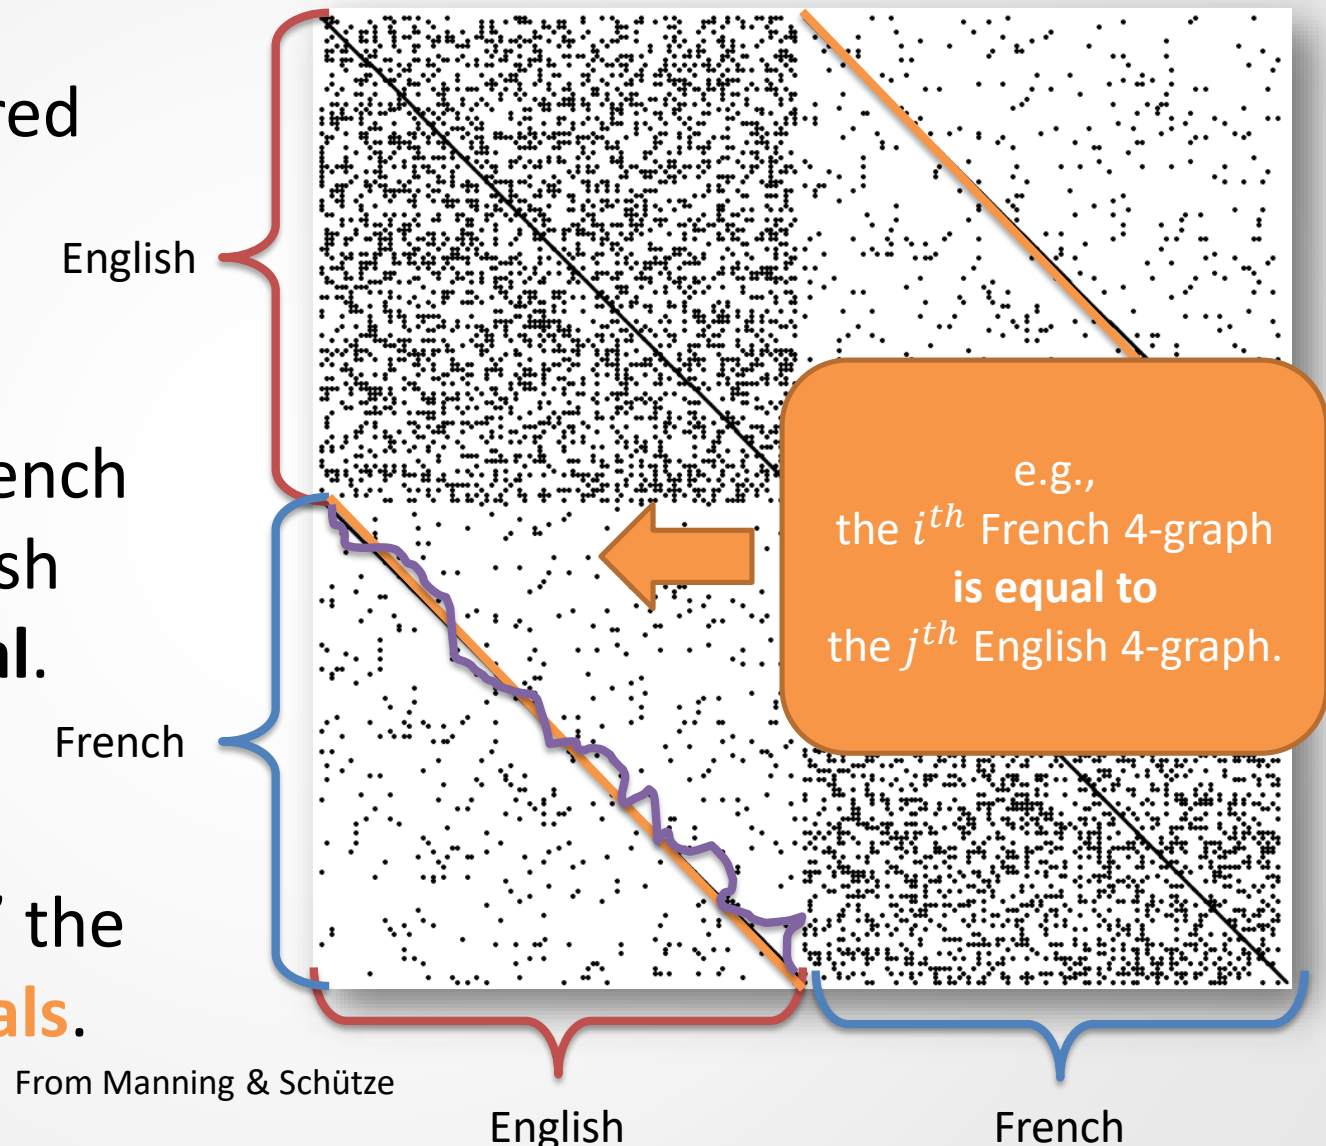 red
English
ench
sh
al.
French
the
als.
e.g.,
the iᵗʰ French 4-graph
is equal to
the jᵗʰ English 4-graph.
From Manning & Schütze
English
French